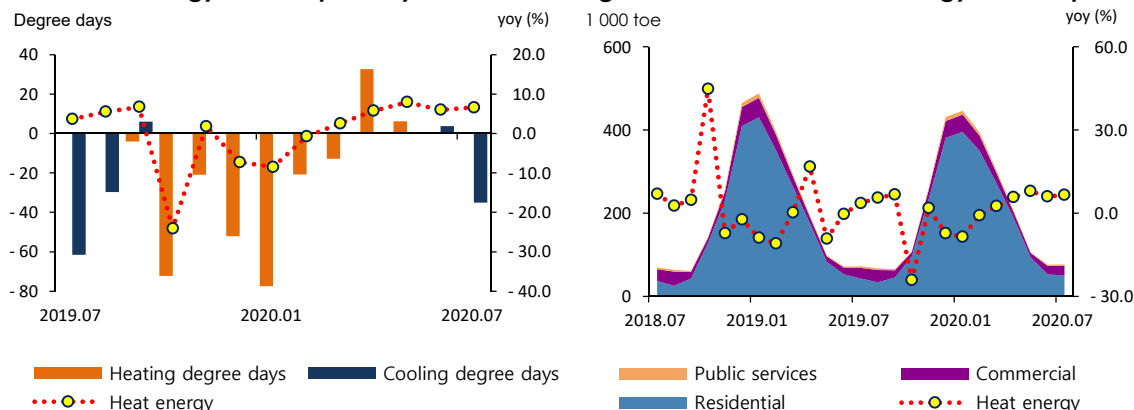 Degree days
yoy (%)
40
20
0
- 20
- 40
- 60
- 80
20.0
10.0
0.0
- 10.0
- 20.0
- 30.0
- 40.0
2019.07
2020.01
2020.07
Heating degree days
Cooling degree days
Heat energy
1 000 toe
yoy (%)
600
400
200
0
60.0
30.0
0.0
- 30.0
2018.07
2019.01
2019.07
2020.01
2020.07
Public services
Commercial
Residential
Heat energy